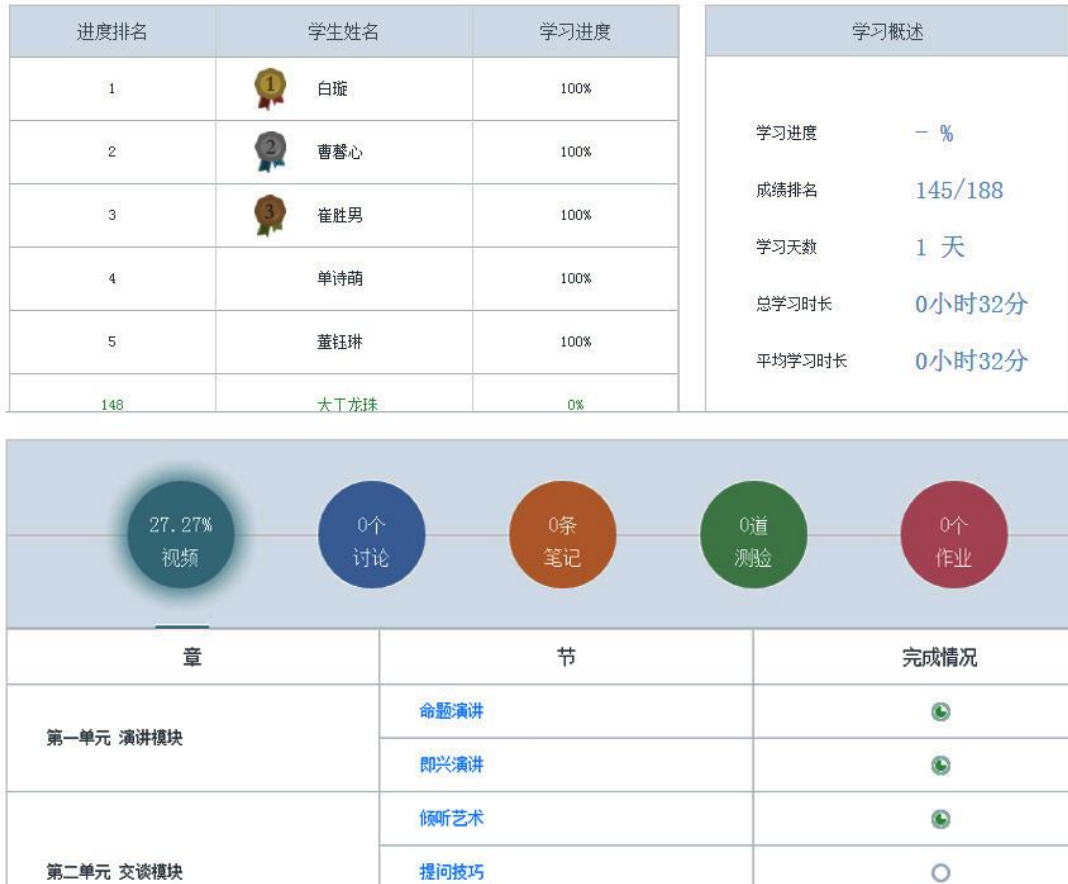 进度排名 学生姓名 学习进度
1 1 白璇 100%
2 2 曹馨心 100%
3 3 崔胜男 100%
4 单诗萌 100%
5 董钰琳 100%
148 大工龙珠 0%
学习概述
学习进度 - %
成绩排名 145/188
学习天数 1 天
总学习时长 0小时32分
平均学习时长 0小时32分
27.27% 0个 0条 0道 0个
视频 讨论 笔记 测验 作业
章 节 完成情况
第一单元 演讲模块
命题演讲
即兴演讲
第二单元 交谈模块
倾听艺术
提问技巧